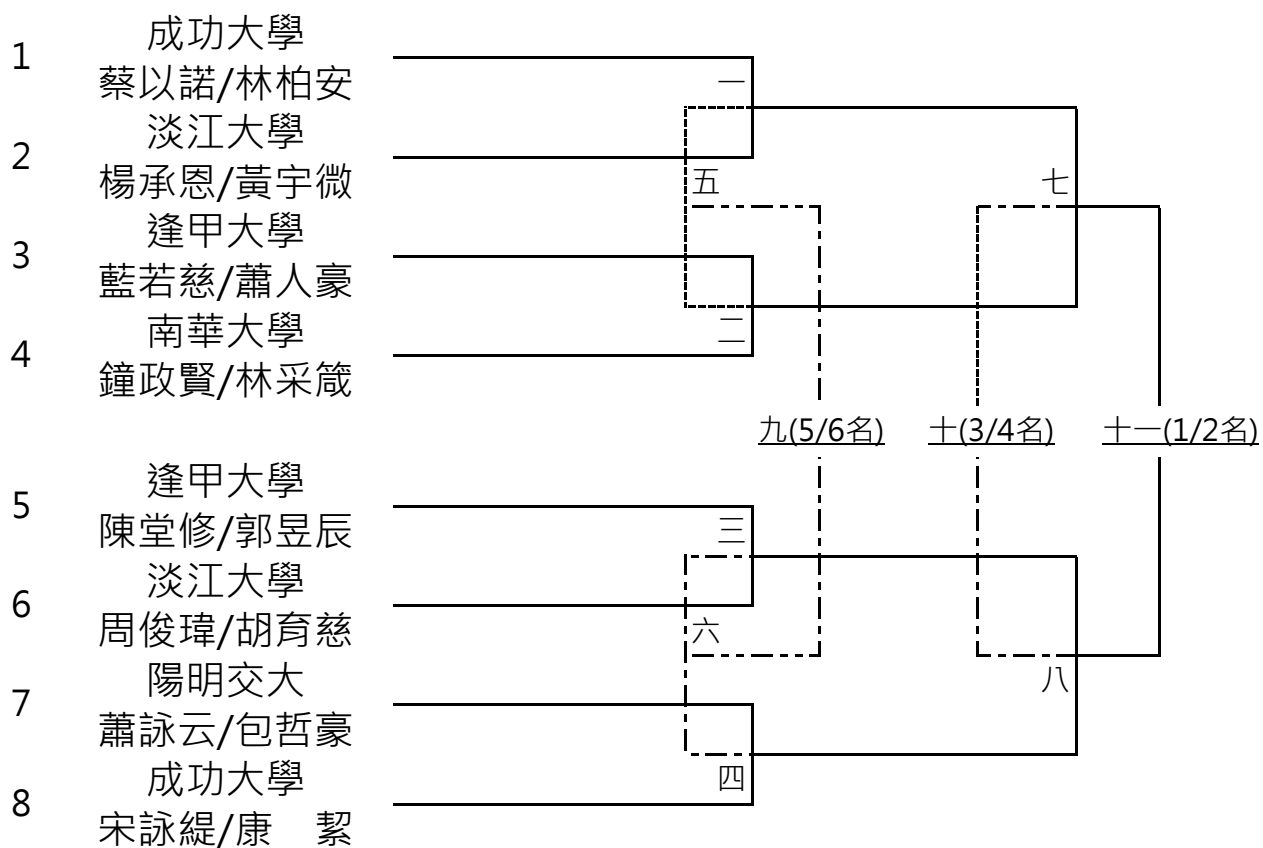 1
成功大學
蔡以諾/林柏安
一
2
淡江大學
楊承恩/黃宇微
五
七
3
逢甲大學
藍若慈/蕭人豪
二
4
南華大學
鐘政賢/林采箴
九(5/6名) 十(3/4名) 十一(1/2名)
5
逢甲大學
陳堂修/郭昱辰
三
6
淡江大學
周俊瑋/胡育慈
六
八
7
陽明交大
蕭詠云/包哲豪
四
8
成功大學
宋詠緹/康　絜